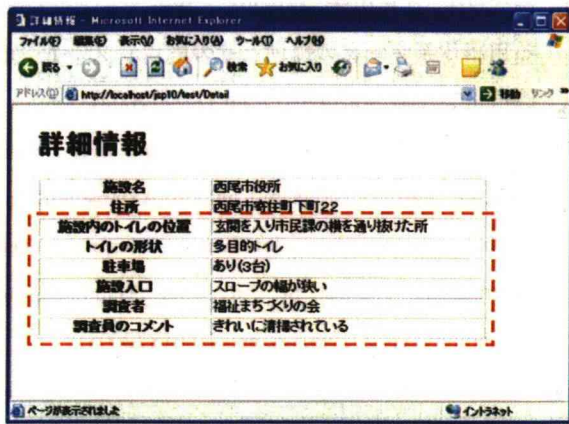 詳細情報 - Microsoft Internet Explorer
ファイル(F) 編集(E) 表示(V) お気に入り(A) ツール(T) ヘルプ(H)
戻る 検索 お気に入り
アドレス(D) http://localhost/jsp10/test/Detail 移動 リンク
詳細情報
施設名 西尾市役所
住所 西尾市寄住町下町22
施設内のトイレの位置 玄関を入り市民課の横を通り抜けた所
トイレの形状 多目的トイレ
駐車場 あり(3台)
施設入口 スロープの幅が狭い
調査者 福祉まちづくりの会
調査員のコメント きれいに清掃されている
ページが表示されました イントラネット